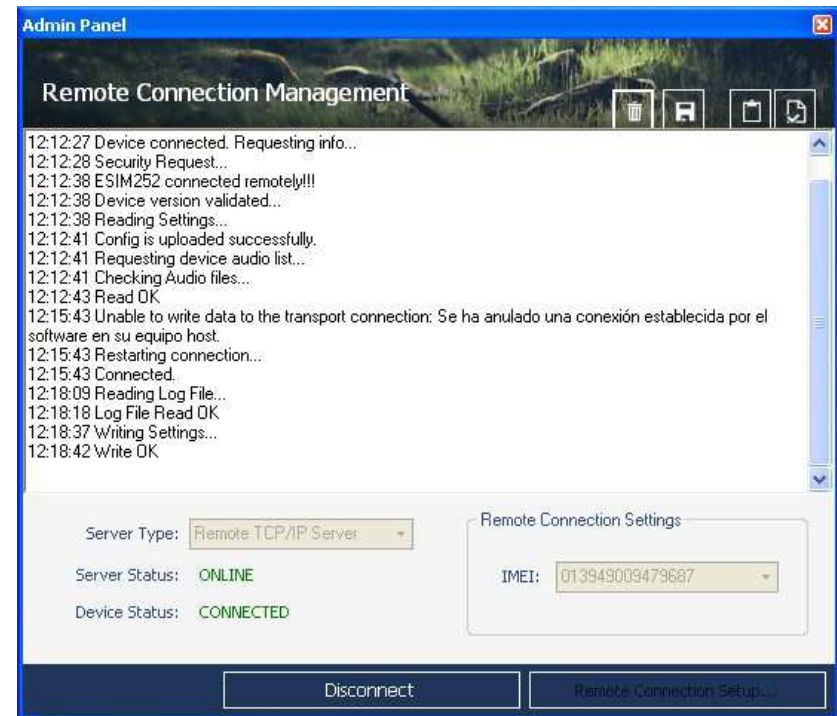 Admin Panel
Remote Connection Management
12:12:27 Device connected. Requesting info...
12:12:28 Security Request...
12:12:38 ESIM252 connected remotely!!!
12:12:38 Device version validated...
12:12:38 Reading Settings...
12:12:41 Config is uploaded successfully.
12:12:41 Requesting device audio list...
12:12:41 Checking Audio files...
12:12:43 Read OK
12:15:43 Unable to write data to the transport connection: Se ha anulado una conexión establecida por el
software en su equipo host.
12:15:43 Restarting connection...
12:15:43 Connected.
12:18:09 Reading Log File...
12:18:18 Log File Read OK
12:18:37 Writing Settings...
12:18:42 Write OK
Server Type: Remote TCP/IP Server
Server Status: ONLINE
Device Status: CONNECTED
Remote Connection Settings
IMEI: 013949009479687
Disconnect
Remote Connection Setup...